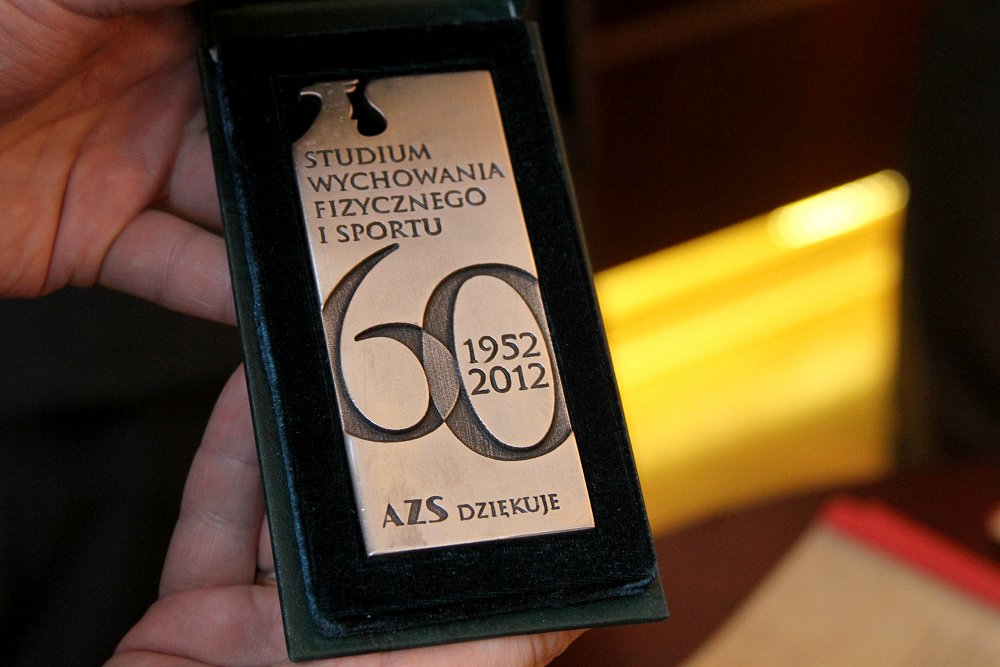 STUDIUM
WYCHOWANIA
FIZYCZNEGO
I SPORTU
60
1952
2012
AZS DZIĘKUJE